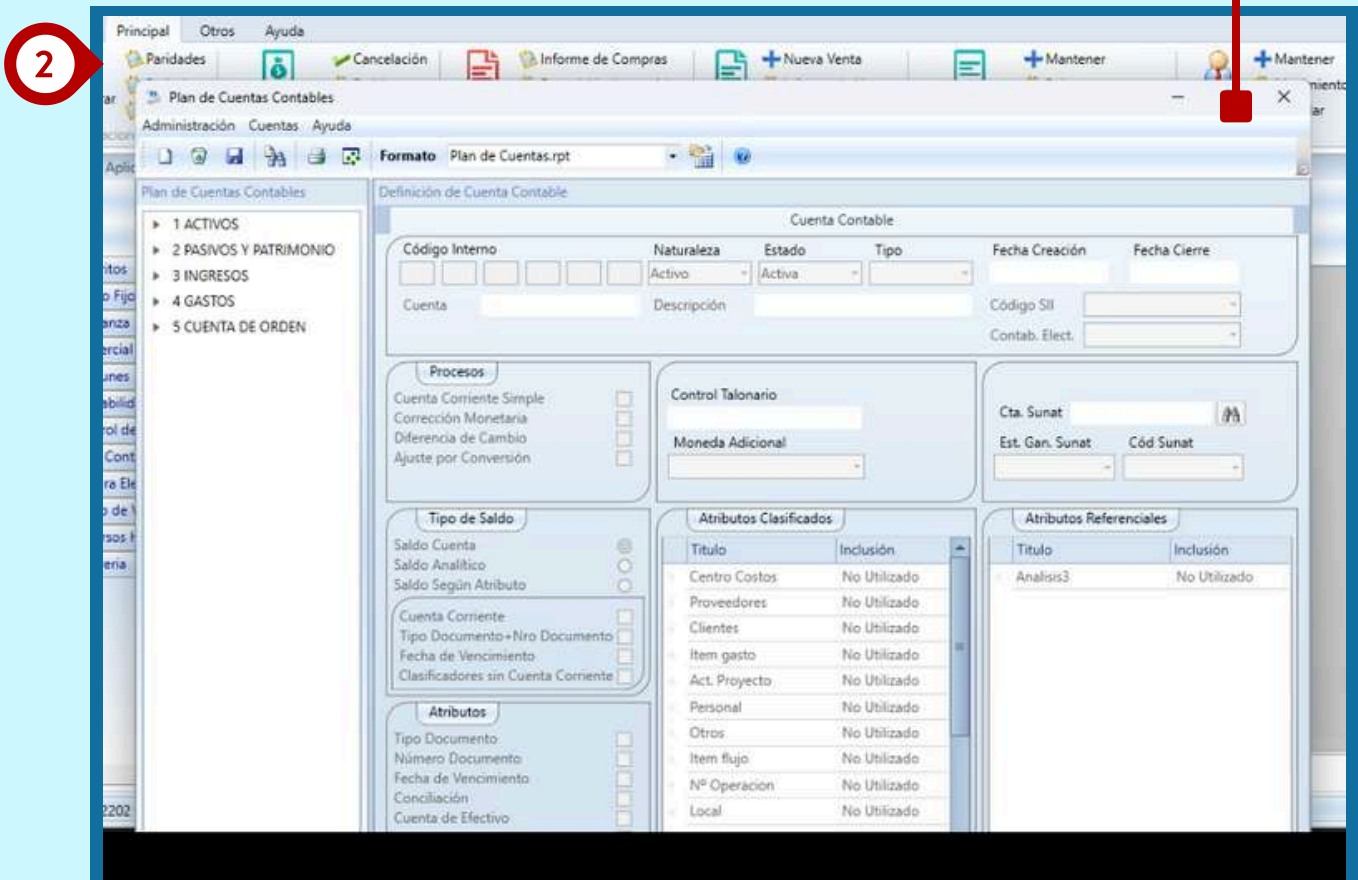 Principal Otros Ayuda
2
Paridades Cancelación Informe de Compras Nueva Venta Mantener Mantener
Plan de Cuentas Contables
Administración Cuentas Ayuda
Formato Plan de Cuentas.rpt
Plan de Cuentas Contables
Definición de Cuenta Contable
Cuenta Contable
1 ACTIVOS
2 PASIVOS Y PATRIMONIO
3 INGRESOS
4 GASTOS
5 CUENTA DE ORDEN
Código Interno Naturaleza Estado Tipo Fecha Creación Fecha Cierre
Activo Activa
Cuenta Descripción Código SII
Contab. Elect.
Procesos
Cuenta Corriente Simple
Corrección Monetaria
Diferencia de Cambio
Ajuste por Conversión
Control Talonario
Moneda Adicional
Cta. Sunat
Est. Gan. Sunat Cód Sunat
Tipo de Saldo
Saldo Cuenta
Saldo Analítico
Saldo Según Atributo
Cuenta Corriente
Tipo Documento+Nro Documento
Fecha de Vencimiento
Clasificadores sin Cuenta Corriente
Atributos
Tipo Documento
Número Documento
Fecha de Vencimiento
Conciliación
Cuenta de Efectivo
Atributos Clasificados
Titulo Inclusión
Centro Costos No Utilizado
Proveedores No Utilizado
Clientes No Utilizado
Item gasto No Utilizado
Act. Proyecto No Utilizado
Personal No Utilizado
Otros No Utilizado
Item flujo No Utilizado
Nº Operacion No Utilizado
Local No Utilizado
Atributos Referenciales
Titulo Inclusión
Analisis3 No Utilizado
2202